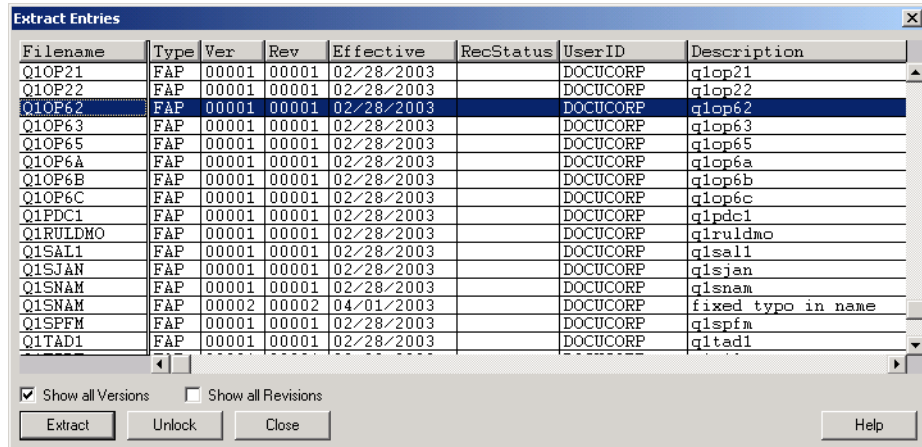 Extract Entries
Filename Type Ver Rev Effective RecStatus UserID Description
Q1OP21 FAP 00001 00001 02/28/2003 DOCUCORP q1op21
Q1OP22 FAP 00001 00001 02/28/2003 DOCUCORP q1op22
Q1OP62 FAP 00001 00001 02/28/2003 DOCUCORP q1op62
Q1OP63 FAP 00001 00001 02/28/2003 DOCUCORP q1op63
Q1OP65 FAP 00001 00001 02/28/2003 DOCUCORP q1op65
Q1OP6A FAP 00001 00001 02/28/2003 DOCUCORP q1op6a
Q1OP6B FAP 00001 00001 02/28/2003 DOCUCORP q1op6b
Q1OP6C FAP 00001 00001 02/28/2003 DOCUCORP q1op6c
Q1PDC1 FAP 00001 00001 02/28/2003 DOCUCORP q1pdc1
Q1RULDMO FAP 00001 00001 02/28/2003 DOCUCORP q1ruldmo
Q1SAL1 FAP 00001 00001 02/28/2003 DOCUCORP q1sal1
Q1SJAN FAP 00001 00001 02/28/2003 DOCUCORP q1sjan
Q1SNAM FAP 00001 00001 02/28/2003 DOCUCORP q1snam
Q1SNAM FAP 00002 00002 04/01/2003 DOCUCORP fixed typo in name
Q1SPFM FAP 00001 00001 02/28/2003 DOCUCORP q1spfm
Q1TAD1 FAP 00001 00001 02/28/2003 DOCUCORP q1tad1
Show all Versions Show all Revisions
Extract Unlock Close Help